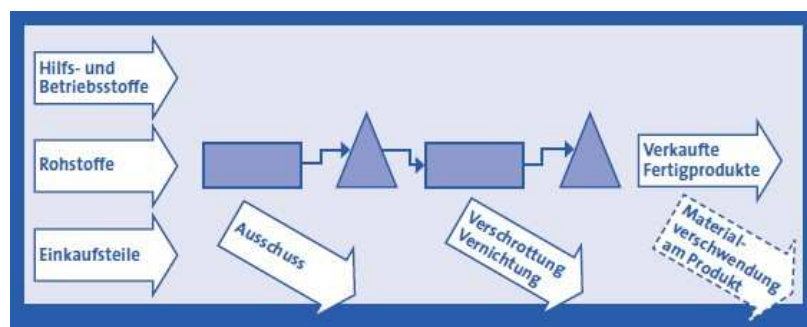 Hilfs- und
Betriebsstoffe
Rohstoffe
Einkaufsteile
Ausschuss
Verschrottung
Vernichtung
Verkaufte
Fertigprodukte
Material-
verschwendung
am Produkt